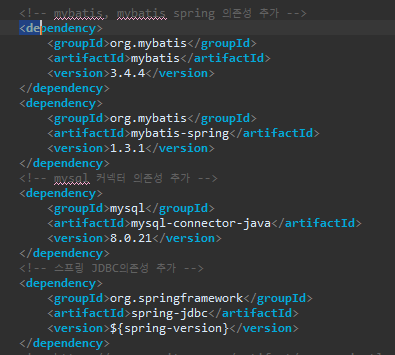 <!-- mybatis, mybatis spring 의존성 추가 -->
<dependency>
<groupId>org.mybatis</groupId>
<artifactId>mybatis</artifactId>
<version>3.4.4</version>
</dependency>
<dependency>
<groupId>org.mybatis</groupId>
<artifactId>mybatis-spring</artifactId>
<version>1.3.1</version>
</dependency>
<!-- mysql 커넥터 의존성 추가 -->
<dependency>
<groupId>mysql</groupId>
<artifactId>mysql-connector-java</artifactId>
<version>8.0.21</version>
</dependency>
<!-- 스프링 JDBC의존성 추가 -->
<dependency>
<groupId>org.springframework</groupId>
<artifactId>spring-jdbc</artifactId>
<version>${spring-version}</version>
</dependency>